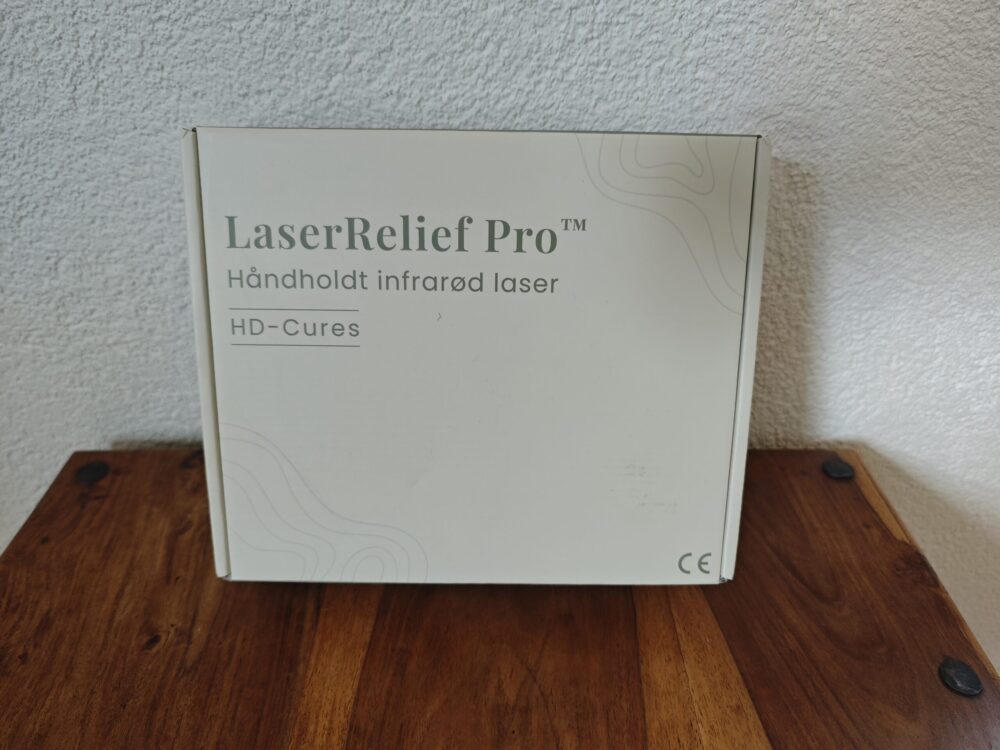 LaserRelief Pro™
Håndholdt infrarød laser
HD-Cures
CE